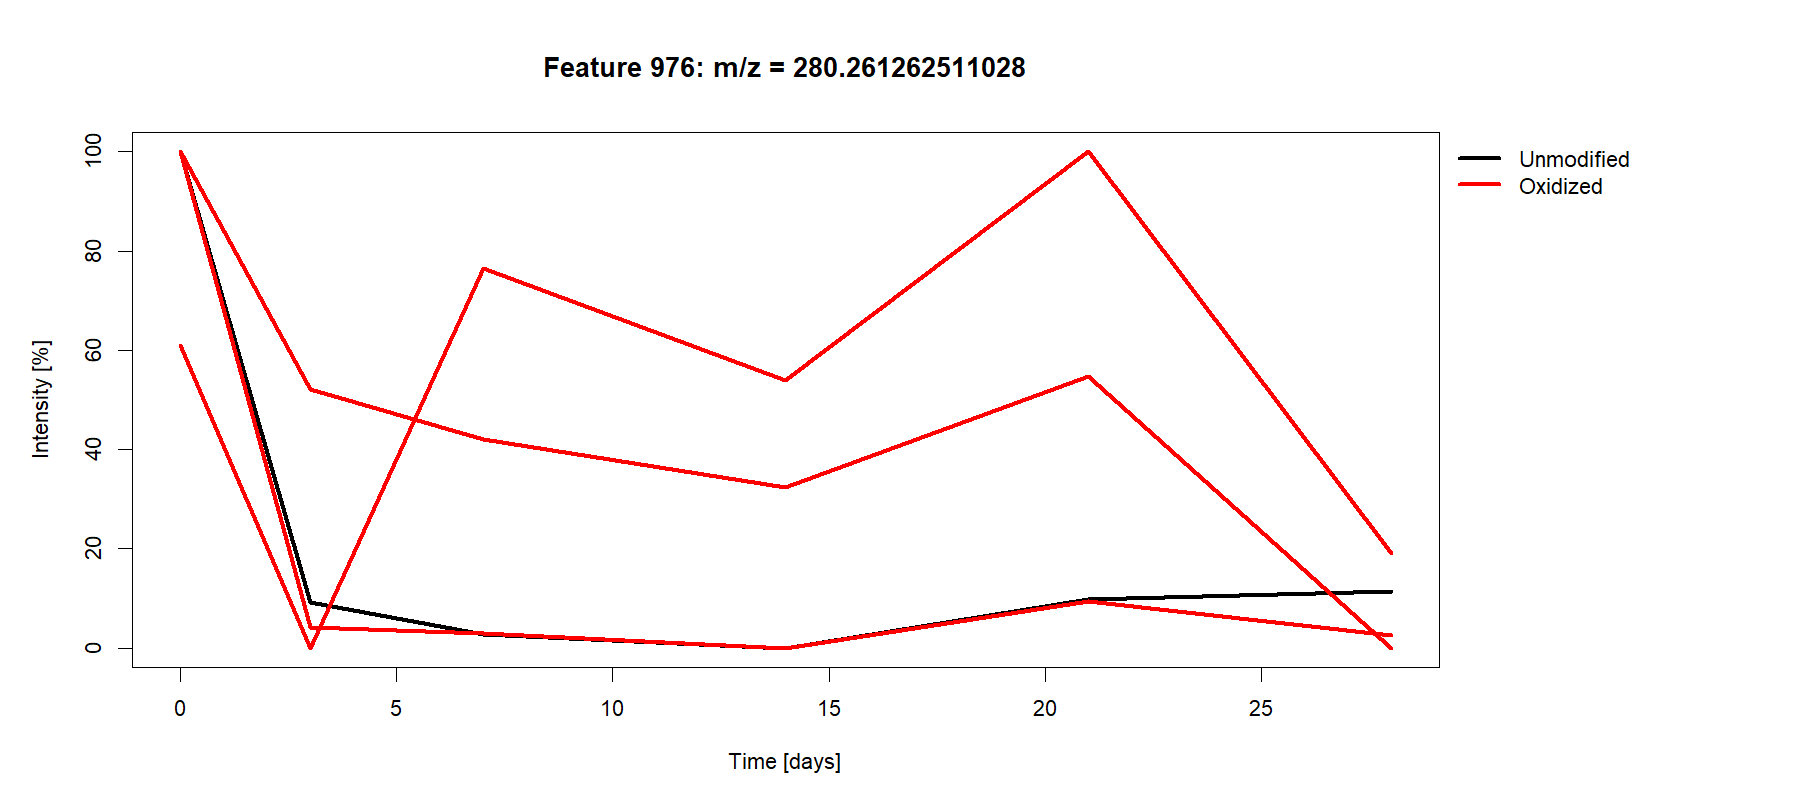 Feature 976: m/z = 280.261262511028
Unmodified
Oxidized
Intensity [%]
100
80
60
40
20
0
0 5 10 15 20 25
Time [days]